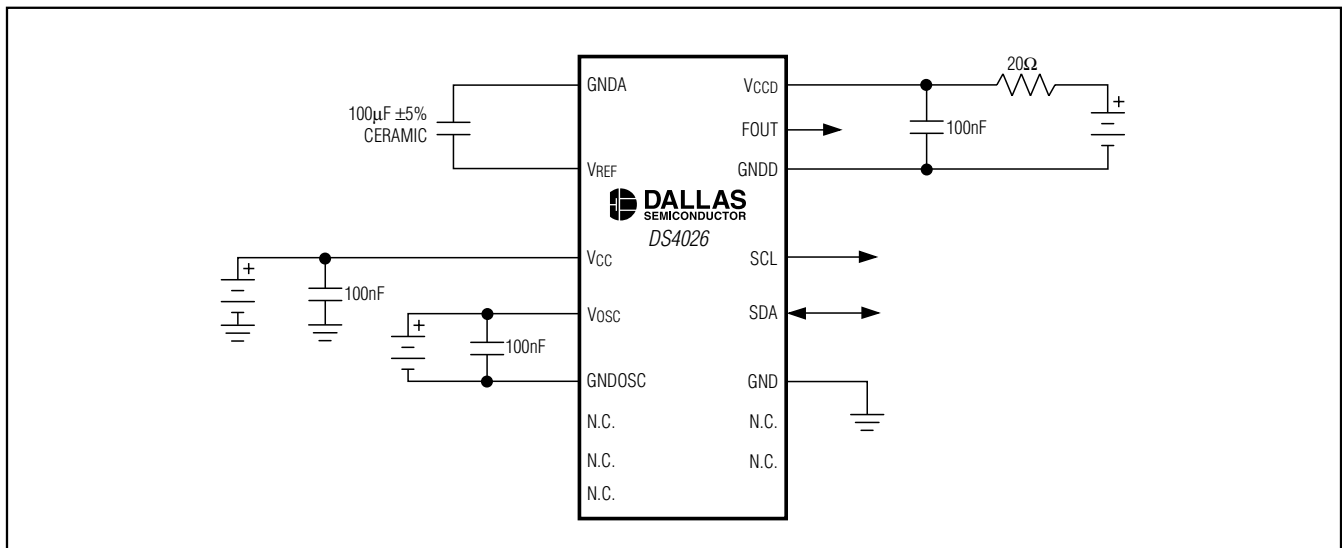 GNDA
100µF ±5%
CERAMIC
VREF
VCC
+
100nF
VOSC
+
100nF
GNDOSC
N.C.
N.C.
N.C.
DALLAS
SEMICONDUCTOR
DS4026
VCCD
20Ω
+
FOUT
100nF
GNDD
SCL
SDA
GND
N.C.
N.C.